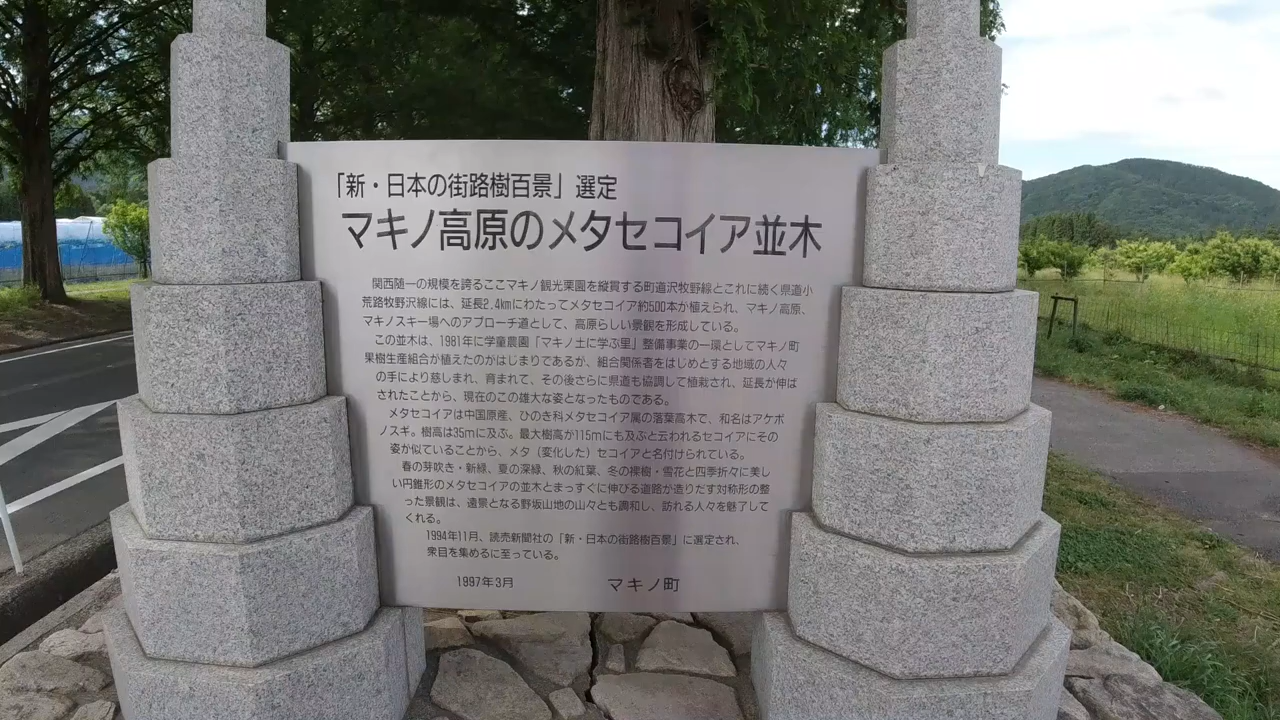 「新・日本の街路樹百景」選定
マキノ高原のメタセコイア並木
関西随一の規模を誇るここマキノ観光栗園を縦貫する町道沢牧野線とこれに続く県道小
荒路牧野沢線には、延長2.4kmにわたってメタセコイア約500本が植えられ、マキノ高原、
マキノスキー場へのアプローチ道として、高原らしい景観を形成している。
この並木は、1981年に学童農園「マキノ土に学ぶ里」整備事業の一環としてマキノ町
果樹生産組合が植えたのがはじまりであるが、組合関係者をはじめとする地域の人々
の手により慈しまれ、育まれて、その後さらに県道も協調して植栽され、延長が伸ば
されたことから、現在のこの雄大な姿となったものである。
メタセコイアは中国原産、ひのき科メタセコイア属の落葉高木で、和名はアケボ
ノスギ。樹高は35mに及ぶ。最大樹高が115mにも及ぶと云われるセコイアにその
姿が似ていることから、メタ（変化した）セコイアと名付けられている。
春の芽吹き・新緑、夏の深緑、秋の紅葉、冬の裸樹・雪花と四季折々に美し
い円錐形のメタセコイアの並木とまっすぐに伸びる道路が造りだす対称形の整
った景観は、遠景となる野坂山地の山々とも調和し、訪れる人々を魅了して
くれる。
1994年11月、読売新聞社の「新・日本の街路樹百景」に選定され、
衆目を集めるに至っている。
1997年3月 マキノ町